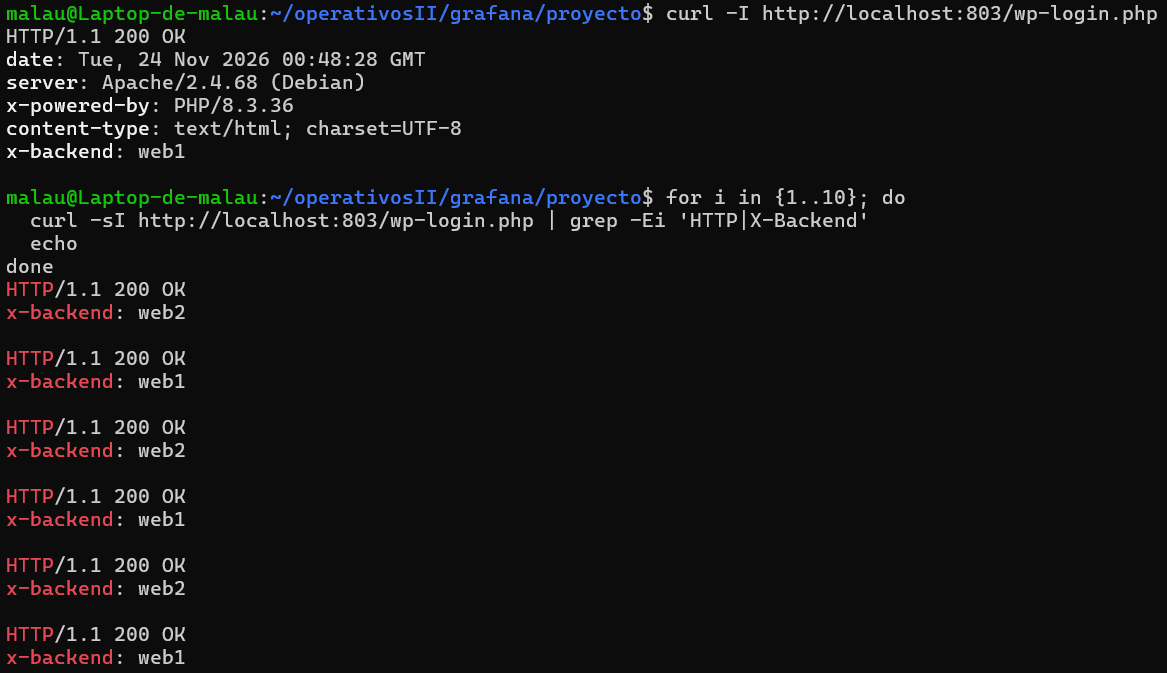 malau@Laptop-de-malau:~/operativosII/grafana/proyecto$ curl -I http://localhost:803/wp-login.php
HTTP/1.1 200 OK
date: Tue, 24 Nov 2026 00:48:28 GMT
server: Apache/2.4.68 (Debian)
x-powered-by: PHP/8.3.36
content-type: text/html; charset=UTF-8
x-backend: web1

malau@Laptop-de-malau:~/operativosII/grafana/proyecto$ for i in {1..10}; do
  curl -sI http://localhost:803/wp-login.php | grep -Ei 'HTTP|X-Backend'
  echo
done
HTTP/1.1 200 OK
x-backend: web2

HTTP/1.1 200 OK
x-backend: web1

HTTP/1.1 200 OK
x-backend: web2

HTTP/1.1 200 OK
x-backend: web1

HTTP/1.1 200 OK
x-backend: web2

HTTP/1.1 200 OK
x-backend: web1